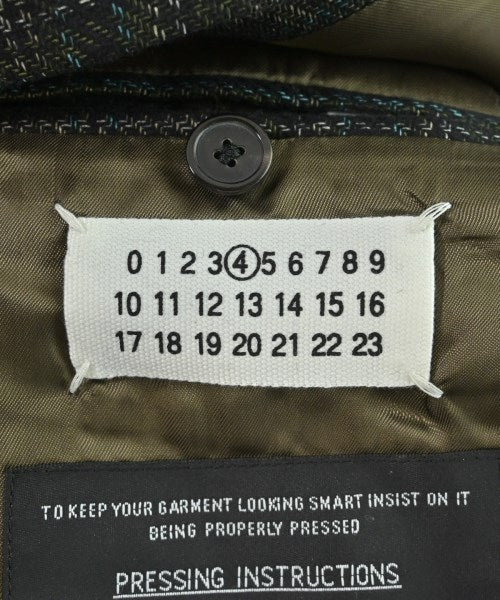 0 1 2 3 4 5 6 7 8 9
10 11 12 13 14 15 16
17 18 19 20 21 22 23
TO KEEP YOUR GARMENT LOOKING SMART INSIST ON IT
BEING PROPERLY PRESSED
PRESSING INSTRUCTIONS